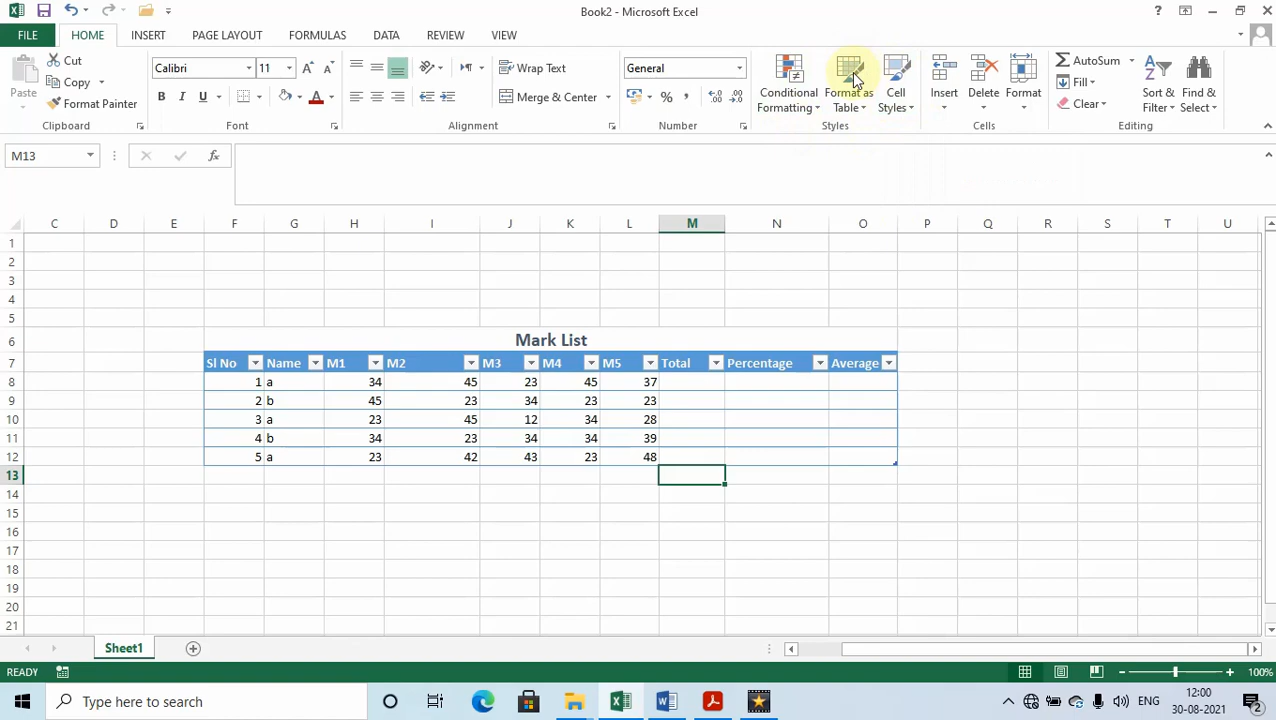 Book2 - Microsoft Excel
?
FILE HOME INSERT PAGE LAYOUT FORMULAS DATA REVIEW VIEW
Paste
Cut
Copy
Format Painter
Clipboard
Calibri 11
B I U
Font
Wrap Text
Merge & Center
Alignment
General
% ,
Number
Conditional Formatting
Format as Table
Cell Styles
Styles
Insert
Delete
Format
Cells
AutoSum
Fill
Clear
Sort & Filter
Find & Select
Editing
M13
fx
C D E F G H I J K L M N O P Q R S T U
1
2
3
4
5
6 Mark List
7 Sl No Name M1 M2 M3 M4 M5 Total Percentage Average
8 1 a 34 45 23 45 37
9 2 b 45 23 34 23 23
10 3 a 23 45 12 34 28
11 4 b 34 23 34 34 39
12 5 a 23 42 43 23 48
13
14
15
16
17
18
19
20
21
Sheet1
READY 100%
Type here to search
ENG
12:00
30-08-2021
2